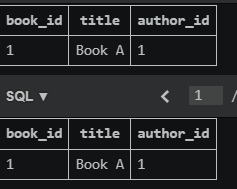 book_id title author_id
1 Book A 1
SQL ▼ < 1 /
book_id title author_id
1 Book A 1